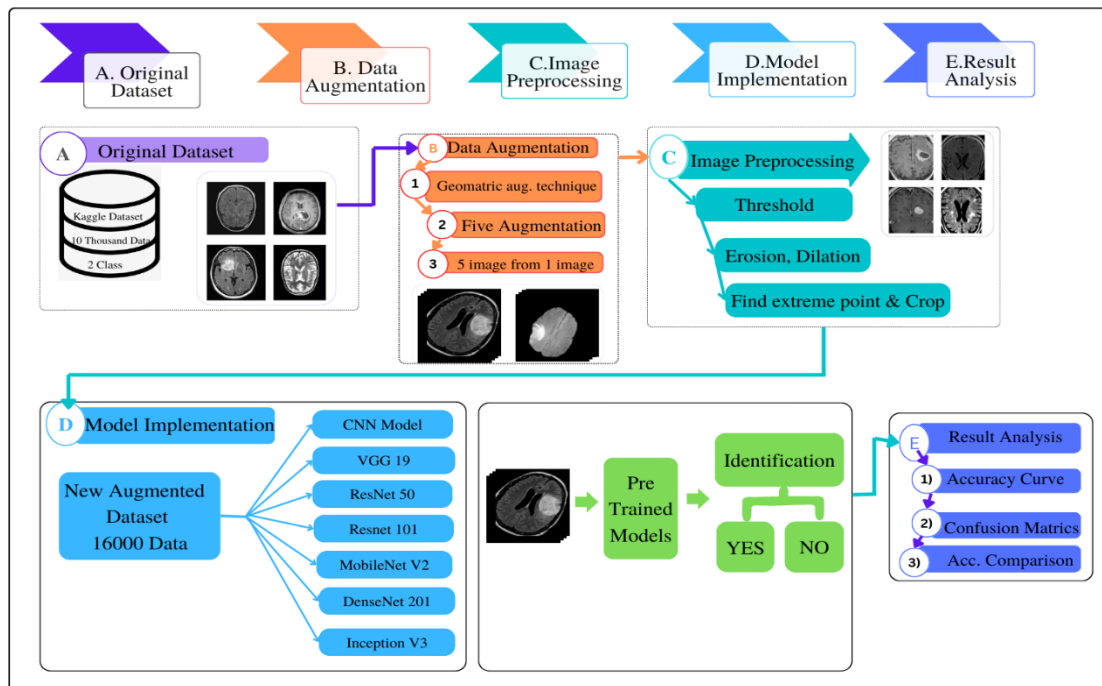 A. Original
Dataset
B. Data
Augmentation
C.Image
Preprocessing
D.Model
Implementation
E.Result
Analysis
A
Original Dataset
Kaggle Dataset
10 Thousand Data
2 Class
B
Data Augmentation
1
Geomatric aug. technique
2
Five Augmentation
3
5 image from 1 image
C
Image Preprocessing
Threshold
Erosion, Dilation
Find extreme point & Crop
D
Model Implementation
New Augmented
Dataset
16000 Data
CNN Model
VGG 19
ResNet 50
Resnet 101
MobileNet V2
DenseNet 201
Inception V3
Pre
Trained
Models
Identification
YES
NO
E
Result Analysis
1)
Accuracy Curve
2)
Confusion Matrics
3)
Acc. Comparison